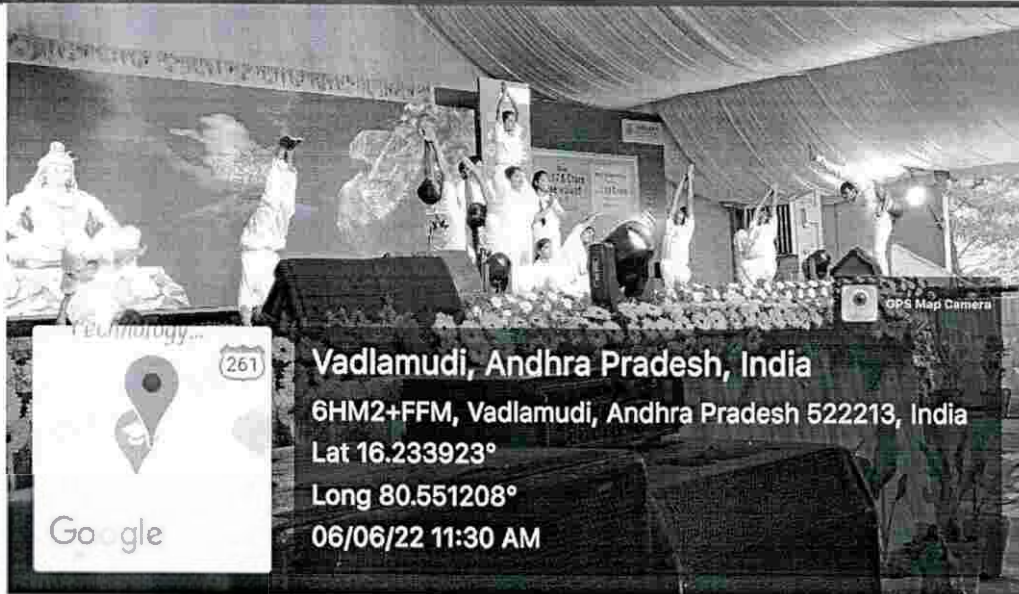 GPS Map Camera
Technology...
261
Vadlamudi, Andhra Pradesh, India
6HM2+FFM, Vadlamudi, Andhra Pradesh 522213, India
Lat 16.233923°
Long 80.551208°
06/06/22 11:30 AM
Google